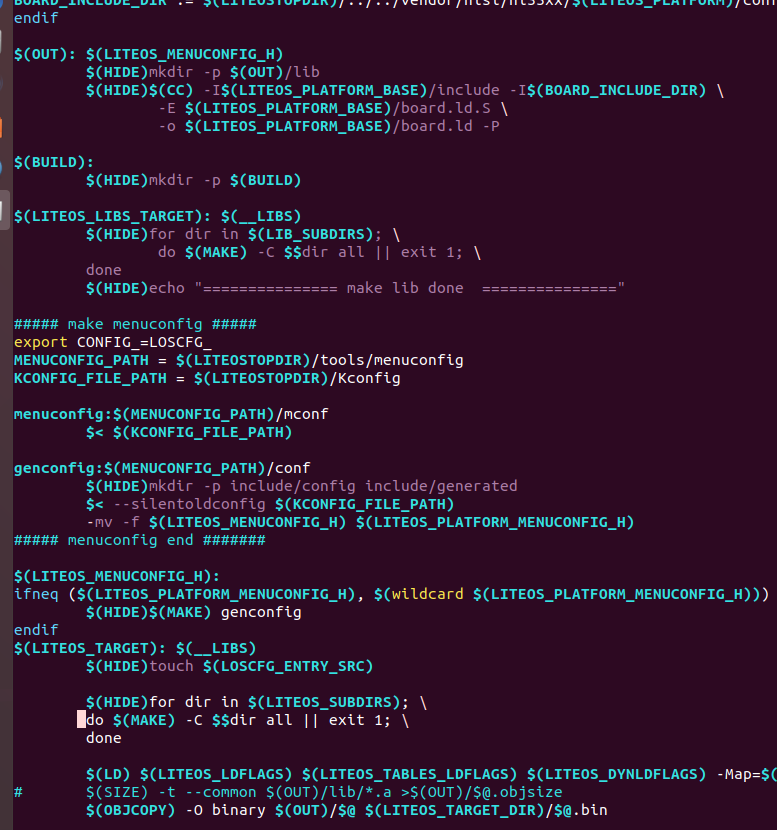 BOARD_INCLUDE_DIR := $(LITEOSTOPDIR)/../../vendor/hisi/hi35xx/$(LITEOS_PLATFORM)/
endif
$(OUT): $(LITEOS_MENUCONFIG_H)
$(HIDE)mkdir -p $(OUT)/lib
$(HIDE)$(CC) -I$(LITEOS_PLATFORM_BASE)/include -I$(BOARD_INCLUDE_DIR) \
-E $(LITEOS_PLATFORM_BASE)/board.ld.S \
-o $(LITEOS_PLATFORM_BASE)/board.ld -P
$(BUILD):
$(HIDE)mkdir -p $(BUILD)
$(LITEOS_LIBS_TARGET): $(__LIBS)
$(HIDE)for dir in $(LIB_SUBDIRS); \
do $(MAKE) -C $$dir all || exit 1; \
done
$(HIDE)echo "=============== make lib done  ==============="
##### make menuconfig #####
export CONFIG_=LOSCFG_
MENUCONFIG_PATH = $(LITEOSTOPDIR)/tools/menuconfig
KCONFIG_FILE_PATH = $(LITEOSTOPDIR)/Kconfig
menuconfig:$(MENUCONFIG_PATH)/mconf
$< $(KCONFIG_FILE_PATH)
genconfig:$(MENUCONFIG_PATH)/conf
$(HIDE)mkdir -p include/config include/generated
$< --silentoldconfig $(KCONFIG_FILE_PATH)
-mv -f $(LITEOS_MENUCONFIG_H) $(LITEOS_PLATFORM_MENUCONFIG_H)
##### menuconfig end #######
$(LITEOS_MENUCONFIG_H):
ifneq ($(LITEOS_PLATFORM_MENUCONFIG_H), $(wildcard $(LITEOS_PLATFORM_MENUCONFIG_H)))
$(HIDE)$(MAKE) genconfig
endif
$(LITEOS_TARGET): $(__LIBS)
$(HIDE)touch $(LOSCFG_ENTRY_SRC)
$(HIDE)for dir in $(LITEOS_SUBDIRS); \
do $(MAKE) -C $$dir all || exit 1; \
done
$(LD) $(LITEOS_LDFLAGS) $(LITEOS_TABLES_LDFLAGS) $(LITEOS_DYNLDFLAGS) -Map=$(
# $(SIZE) -t --common $(OUT)/lib/*.a >$(OUT)/$@.objsize
$(OBJCOPY) -O binary $(OUT)/$@ $(LITEOS_TARGET_DIR)/$@.bin